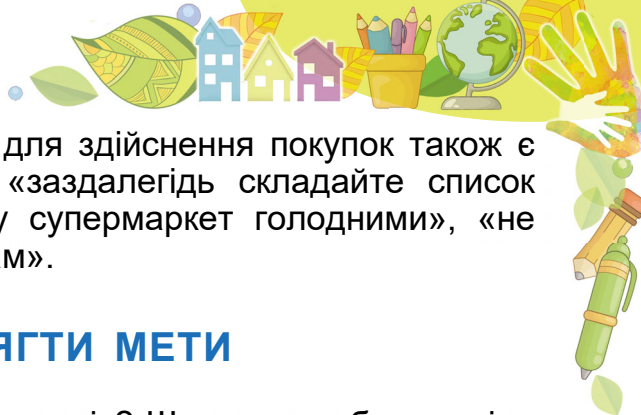 для здійснення покупок також є
«заздалегідь складайте список
у супермаркет голодними», «не
ЯГТИ МЕТИ